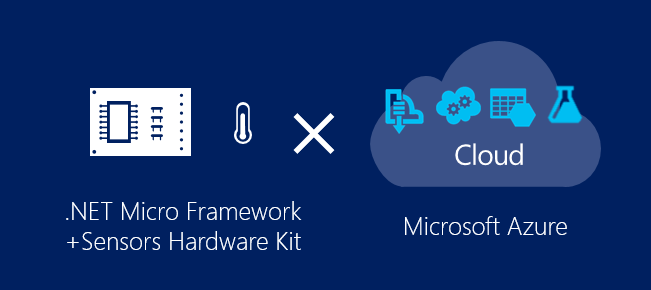 Cloud
.NET Micro Framework
+Sensors Hardware Kit
Microsoft Azure